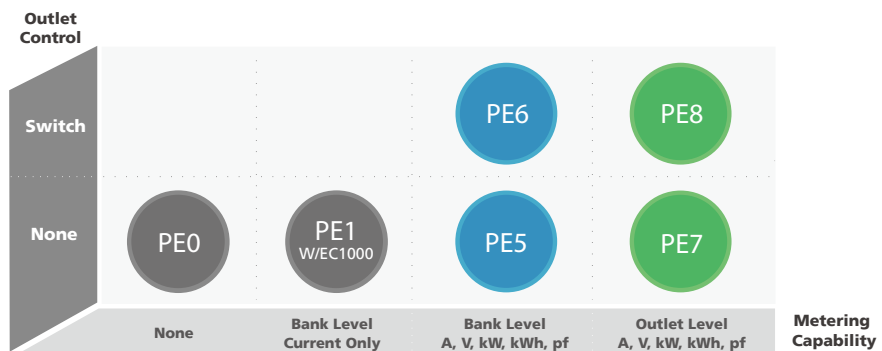 Outlet
Control
Switch
PE6
PE8
None
PE0
PE1
W/EC1000
PE5
PE7
None
Bank Level
Current Only
Bank Level
A, V, kW, kWh, pf
Outlet Level
A, V, kW, kWh, pf
Metering
Capability